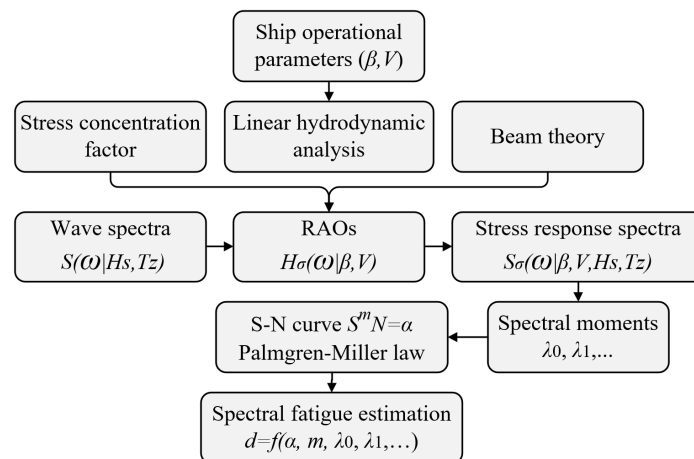 Ship operational
parameters (β,V)
Stress concentration
factor
Linear hydrodynamic
analysis
Beam theory
Wave spectra
S(ω|Hs,Tz)
RAOs
Hσ(ω|β,V)
Stress response spectra
Sσ(ω|β,V,Hs,Tz)
S-N curve SᵐN=α
Palmgren-Miller law
Spectral moments
λ0, λ1,...
Spectral fatigue estimation
d=f(α, m, λ0, λ1,…)